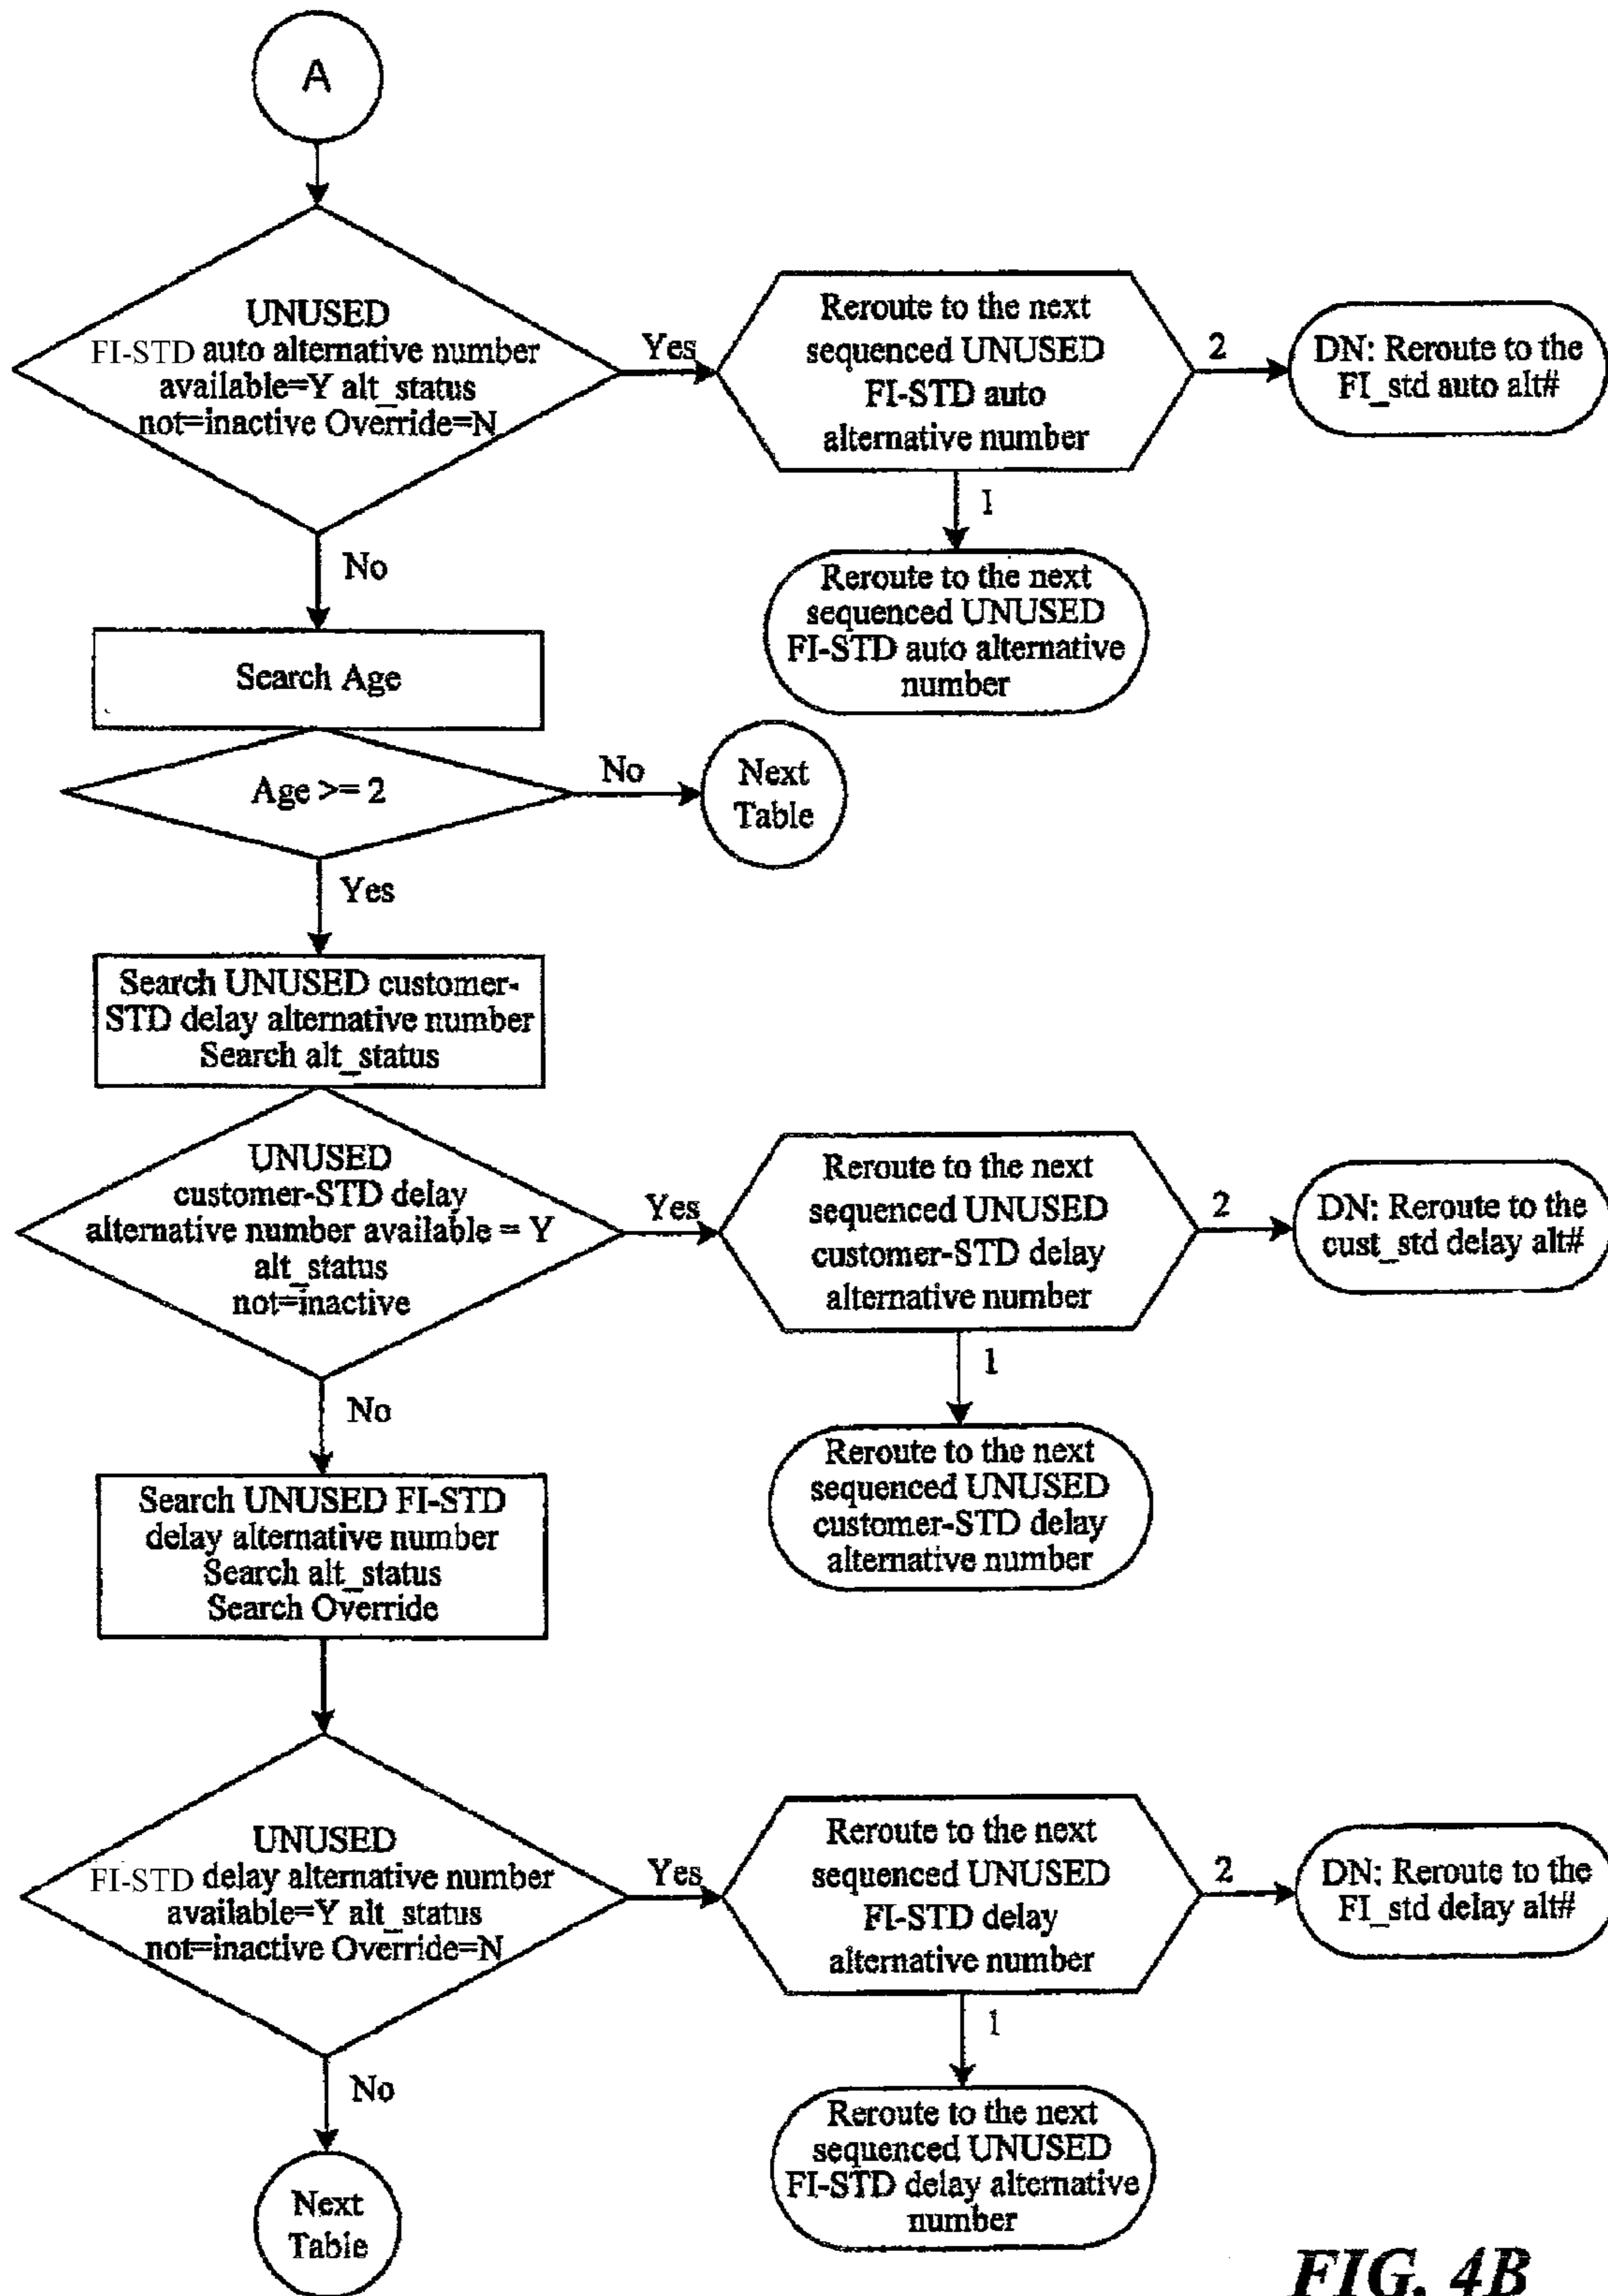 A
UNUSED
FI-STD auto alternative number
available=Y alt_status
not=inactive Override=N
Yes
Reroute to the next
sequenced UNUSED
FI-STD auto
alternative number
2
DN: Reroute to the
FI_std auto alt#
1
Reroute to the next
sequenced UNUSED
FI-STD auto alternative
number
No
Search Age
Age >= 2
No
Next
Table
Yes
Search UNUSED customer-
STD delay alternative number
Search alt_status
UNUSED
customer-STD delay
alternative number available = Y
alt_status
not=inactive
Yes
Reroute to the next
sequenced UNUSED
customer-STD delay
alternative number
2
DN: Reroute to the
cust_std delay alt#
1
Reroute to the next
sequenced UNUSED
customer-STD delay
alternative number
No
Search UNUSED FI-STD
delay alternative number
Search alt_status
Search Override
UNUSED
FI-STD delay alternative number
available=Y alt_status
not=inactive Override=N
Yes
Reroute to the next
sequenced UNUSED
FI-STD delay
alternative number
2
DN: Reroute to the
FI_std delay alt#
1
Reroute to the next
sequenced UNUSED
FI-STD delay alternative
number
No
Next
Table
FIG. 4B